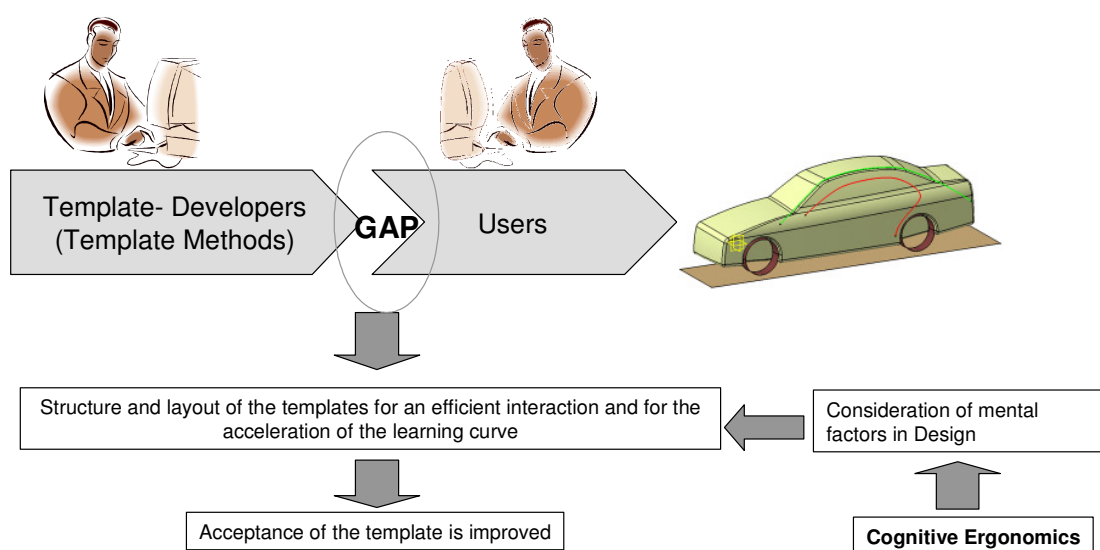 Template- Developers
(Template Methods)
GAP
Users
Structure and layout of the templates for an efficient interaction and for the
acceleration of the learning curve
Consideration of mental
factors in Design
Acceptance of the template is improved
Cognitive Ergonomics